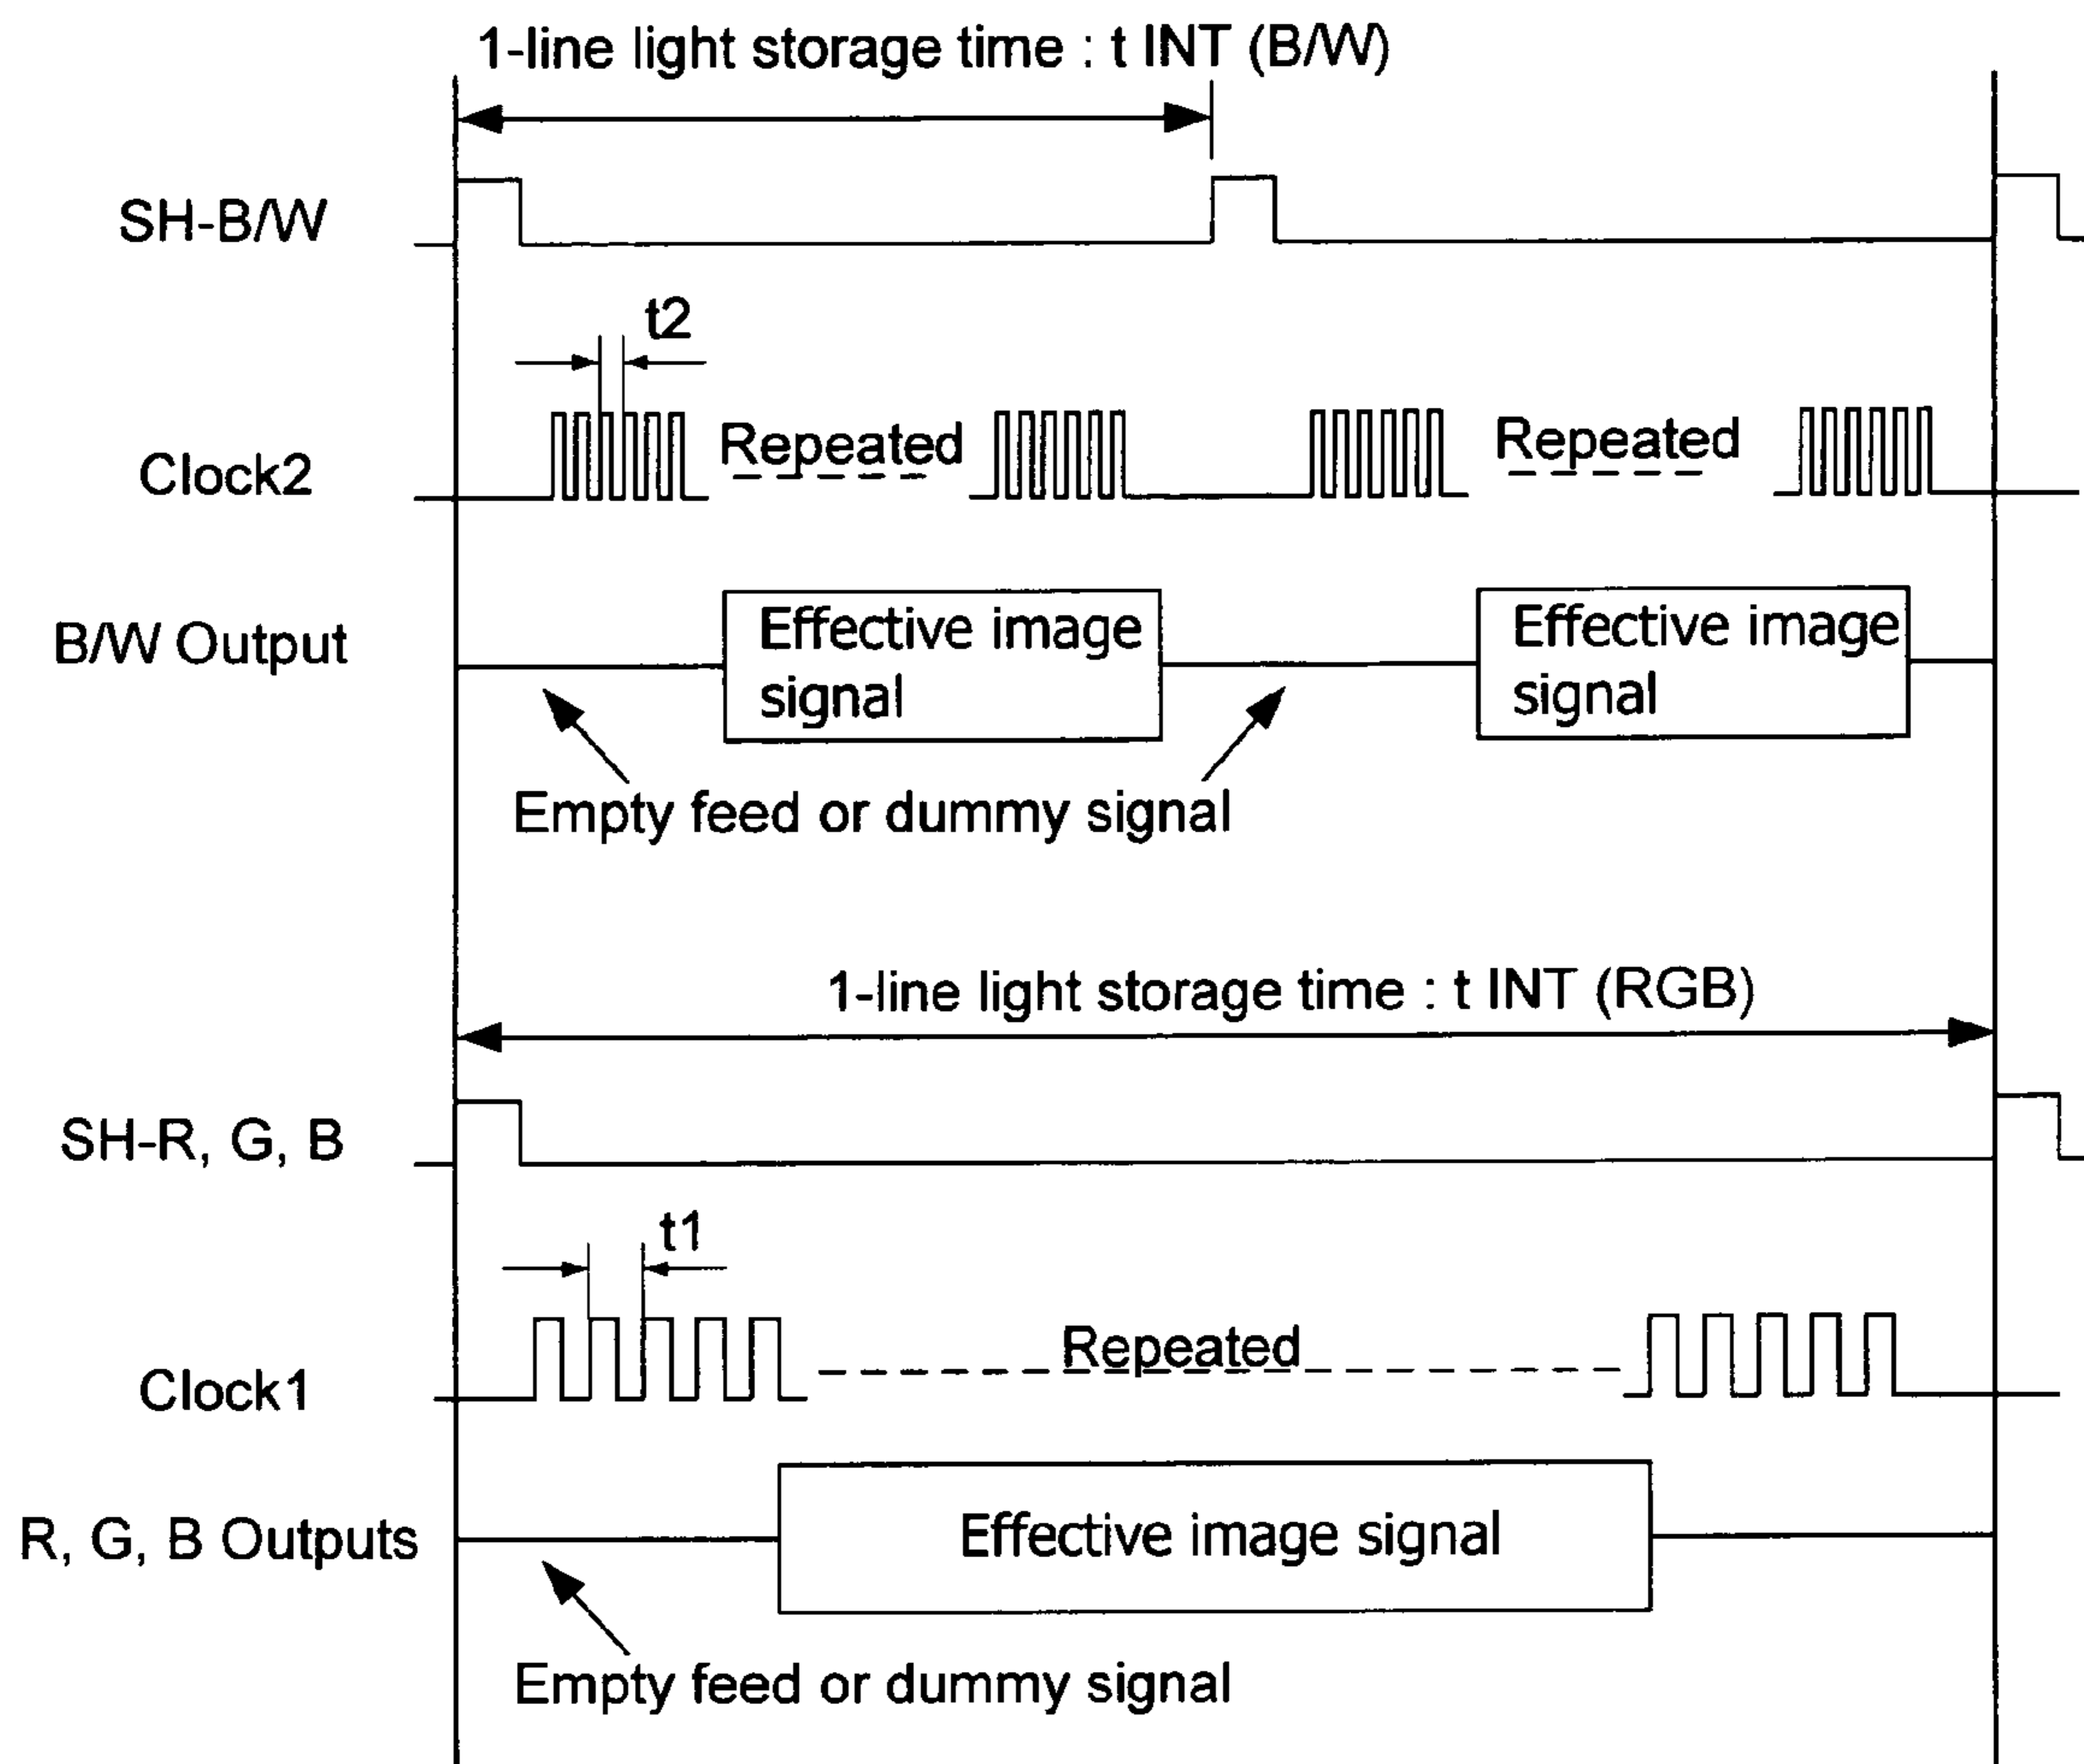 1-line light storage time : t INT (B/W)
SH-B/W
t2
Clock2
Repeated
Repeated
B/W Output
Effective image
signal
Effective image
signal
Empty feed or dummy signal
1-line light storage time : t INT (RGB)
SH-R, G, B
t1
Clock1
Repeated
R, G, B Outputs
Effective image signal
Empty feed or dummy signal